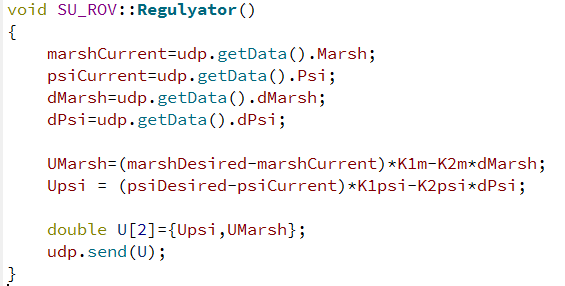 void SU_ROV::Regulyator()
{
marshCurrent=udp.getData().Marsh;
psiCurrent=udp.getData().Psi;
dMarsh=udp.getData().dMarsh;
dPsi=udp.getData().dPsi;
UMarsh=(marshDesired-marshCurrent)*K1m-K2m*dMarsh;
Upsi = (psiDesired-psiCurrent)*K1psi-K2psi*dPsi;
double U[2]={Upsi,UMarsh};
udp.send(U);
}